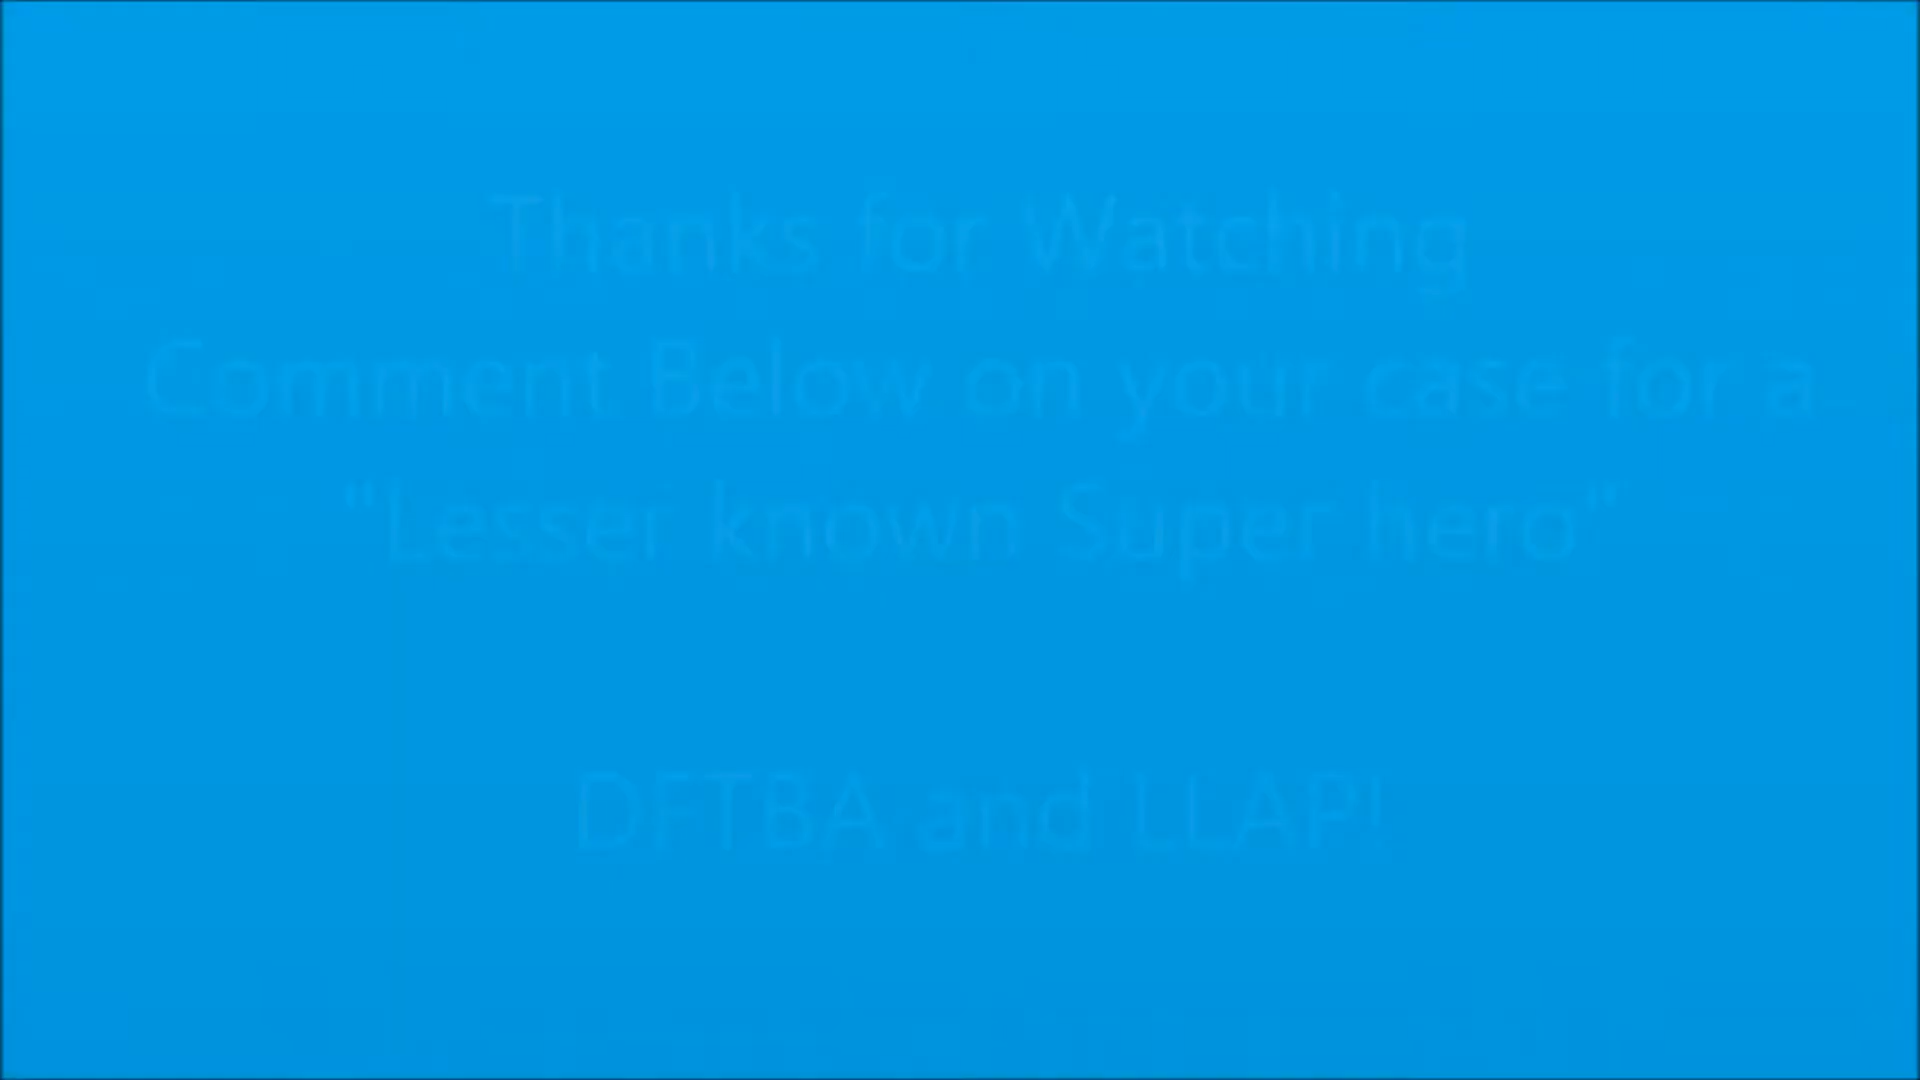 Thanks for Watching
Comment Below on your case for a
"Lesser known Super hero"
DFTBA and LLAP!